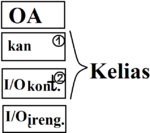 OA
kan ①
I/O kont. ②
Kelias
I/O įreng.